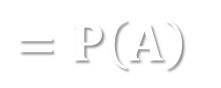 = P(A)